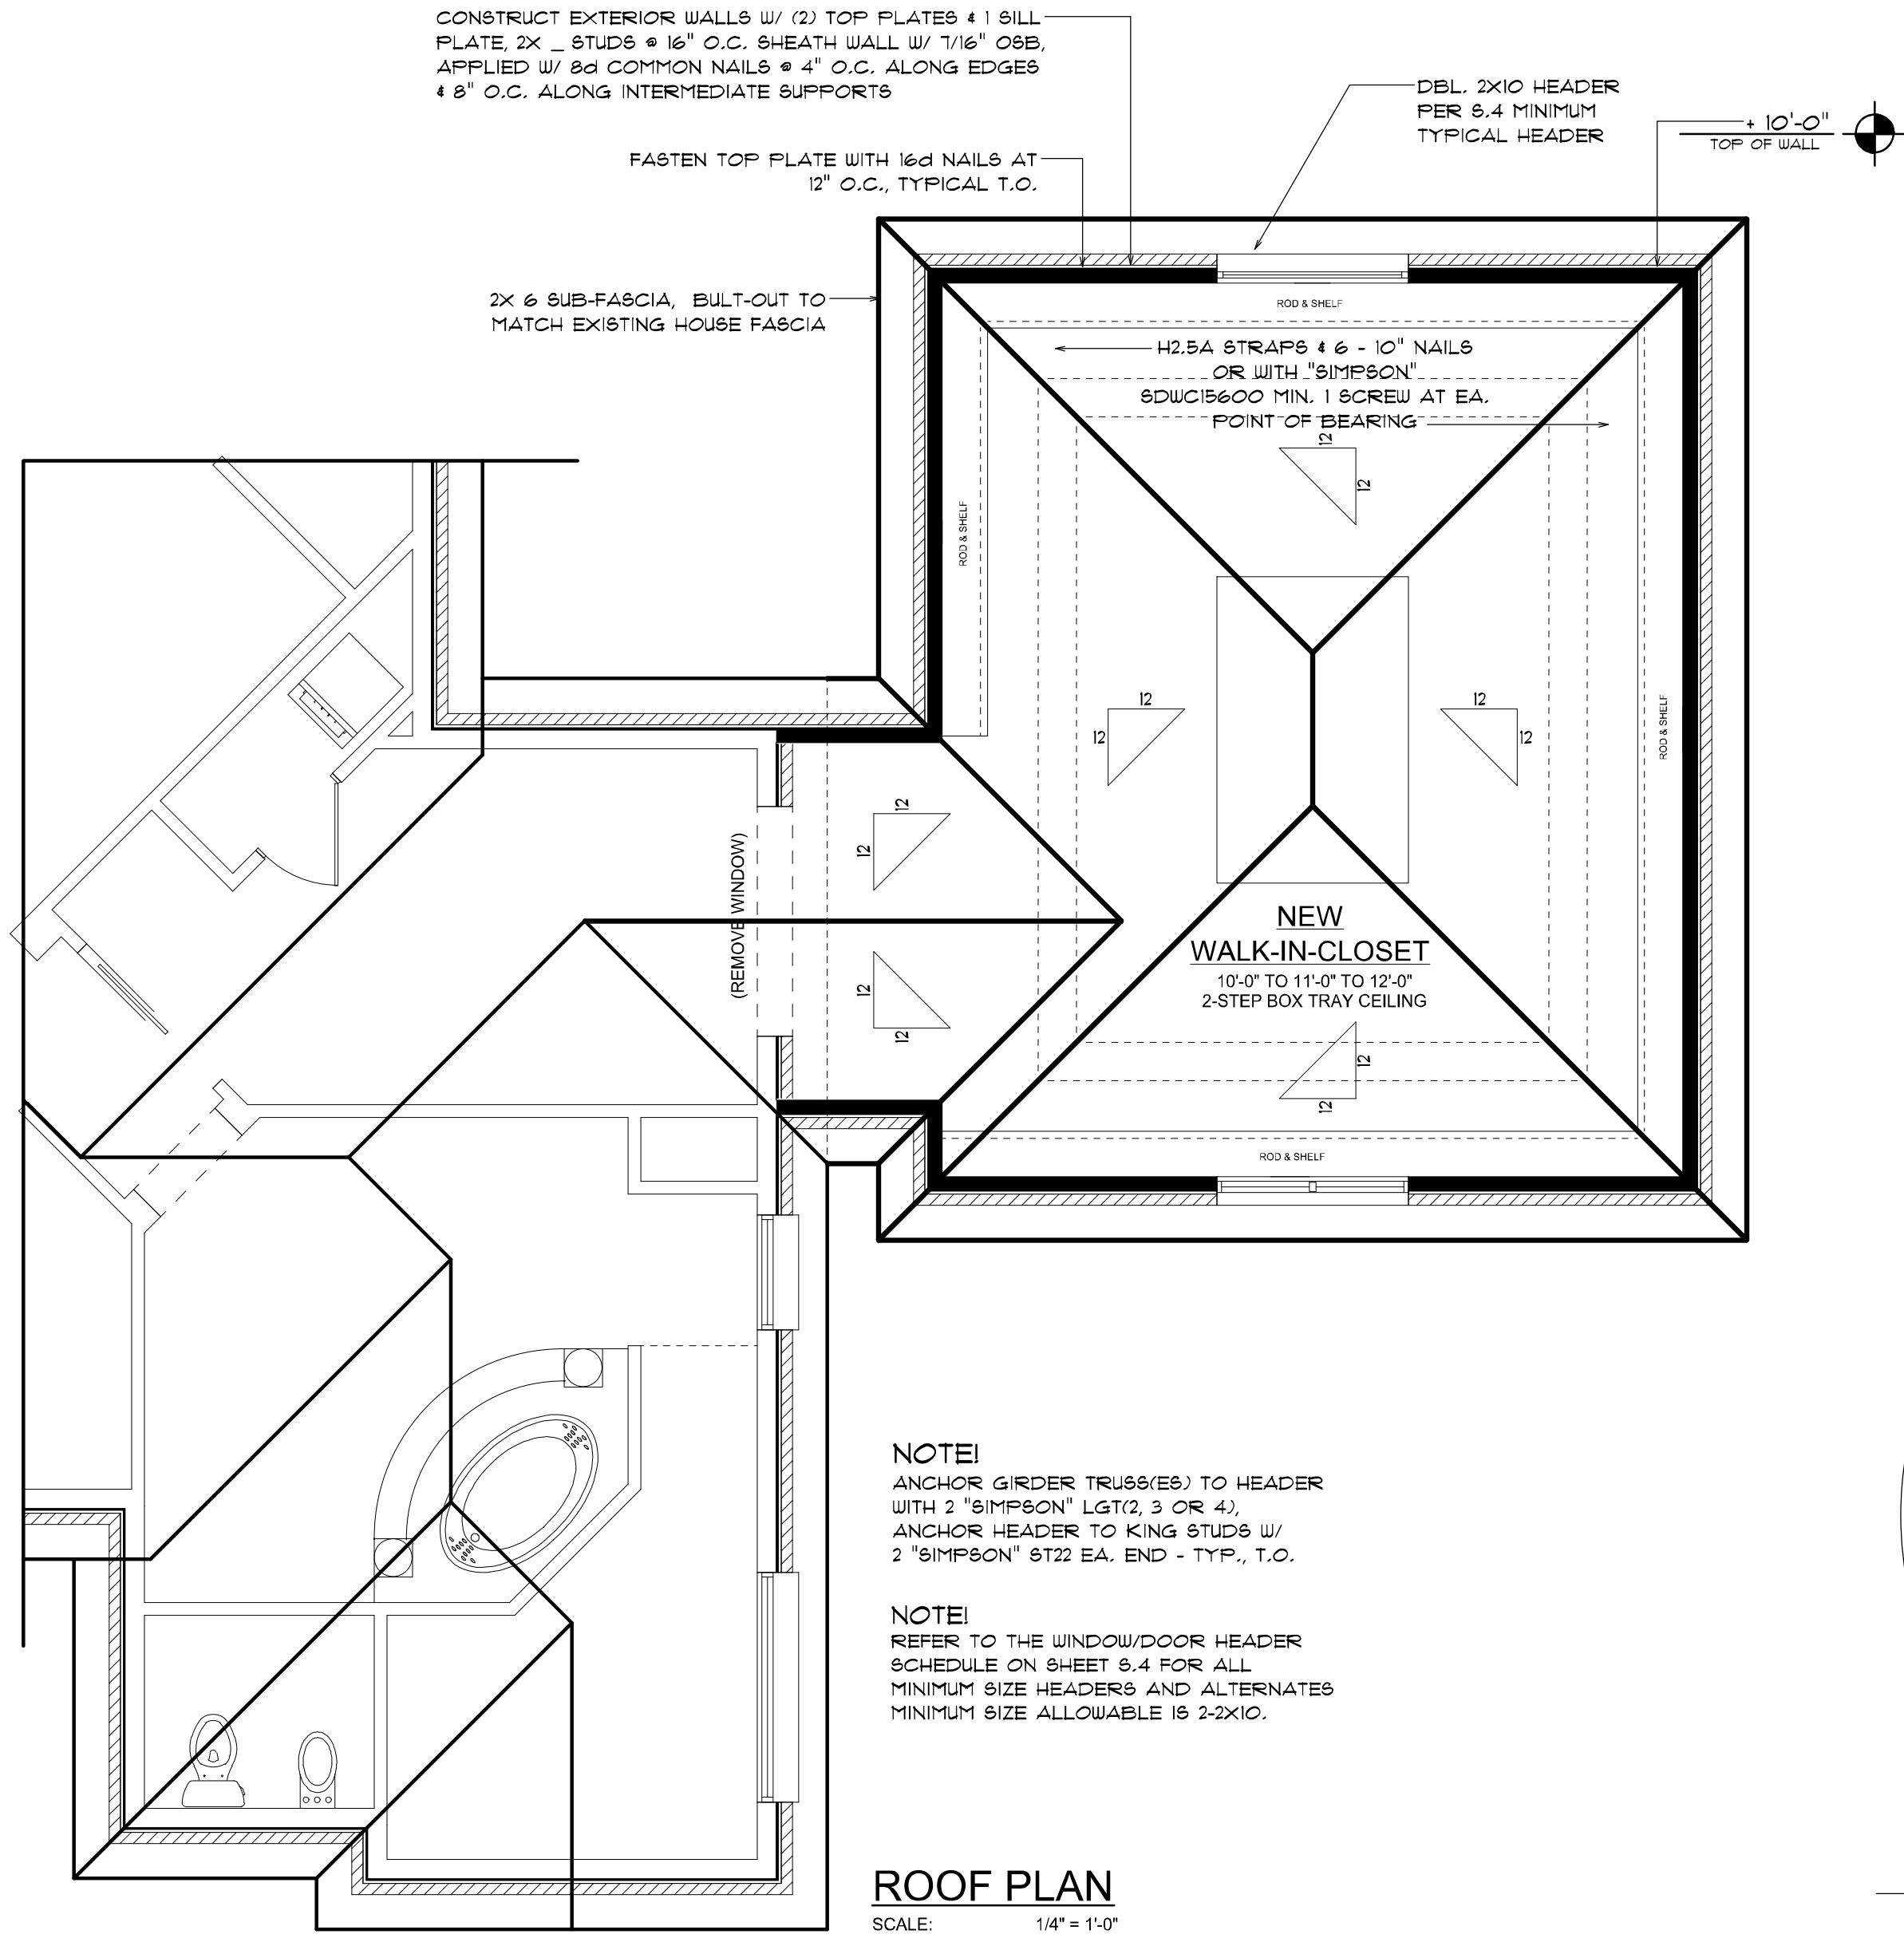 CONSTRUCT EXTERIOR WALLS W/ (2) TOP PLATES & 1 SILL
PLATE, 2X _ STUDS @ 16" O.C. SHEATH WALL W/ 7/16" OSB,
APPLIED W/ 8d COMMON NAILS @ 4" O.C. ALONG EDGES
& 8" O.C. ALONG INTERMEDIATE SUPPORTS
DBL. 2X10 HEADER
PER S.4 MINIMUM
TYPICAL HEADER
+ 10'-0"
TOP OF WALL
FASTEN TOP PLATE WITH 16d NAILS AT
12" O.C., TYPICAL T.O.
2X 6 SUB-FASCIA, BULT-OUT TO
MATCH EXISTING HOUSE FASCIA
ROD & SHELF
H2.5A STRAPS & 6 - 10" NAILS
OR WITH "SIMPSON"
SDWC15600 MIN. 1 SCREW AT EA.
POINT OF BEARING
12
12
ROD & SHELF
12
12
12
12
ROD & SHELF
12
12
(REMOVE WINDOW)
12
12
NEW
WALK-IN-CLOSET
10'-0" TO 11'-0" TO 12'-0"
2-STEP BOX TRAY CEILING
12
12
ROD & SHELF
NOTE!
ANCHOR GIRDER TRUSS(ES) TO HEADER
WITH 2 "SIMPSON" LGT(2, 3 OR 4),
ANCHOR HEADER TO KING STUDS W/
2 "SIMPSON" ST22 EA. END - TYP., T.O.
NOTE!
REFER TO THE WINDOW/DOOR HEADER
SCHEDULE ON SHEET S.4 FOR ALL
MINIMUM SIZE HEADERS AND ALTERNATES
MINIMUM SIZE ALLOWABLE IS 2-2X10.
ROOF PLAN
SCALE: 1/4" = 1'-0"